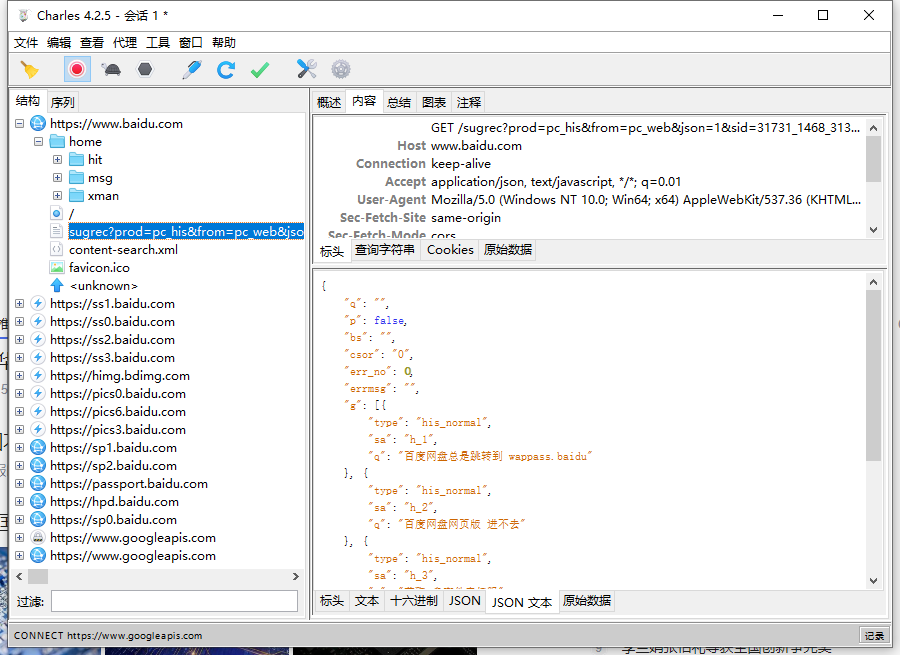 Charles 4.2.5 - 会话 1 *
文件 编辑 查看 代理 工具 窗口 帮助
结构 序列
https://www.baidu.com
home
hit
msg
xman
/
sugrec?prod=pc_his&from=pc_web&jso
content-search.xml
favicon.ico
<unknown>
https://ss1.baidu.com
https://ss0.baidu.com
https://ss2.baidu.com
https://ss3.baidu.com
https://himg.bdimg.com
https://pics0.baidu.com
https://pics6.baidu.com
https://pics3.baidu.com
https://sp1.baidu.com
https://sp2.baidu.com
https://passport.baidu.com
https://hpd.baidu.com
https://sp0.baidu.com
https://www.googleapis.com
https://www.googleapis.com
过滤:
概述 内容 总结 图表 注释
GET /sugrec?prod=pc_his&from=pc_web&json=1&sid=31731_1468_313...
Host www.baidu.com
Connection keep-alive
Accept application/json, text/javascript, */*; q=0.01
User-Agent Mozilla/5.0 (Windows NT 10.0; Win64; x64) AppleWebKit/537.36 (KHTML...
Sec-Fetch-Site same-origin
Sec-Fetch-Mode cors
标头 查询字符串 Cookies 原始数据
{
"q": "",
"p": false,
"bs": "",
"csor": "0",
"err_no": 0,
"errmsg": "",
"g": [{
"type": "his_normal",
"sa": "h_1",
"q": "百度网盘总是跳转到 wappass.baidu"
}, {
"type": "his_normal",
"sa": "h_2",
"q": "百度网盘网页版 进不去"
}, {
"type": "his_normal",
"sa": "h_3",
标头 文本 十六进制 JSON JSON 文本 原始数据
CONNECT https://www.googleapis.com
记录